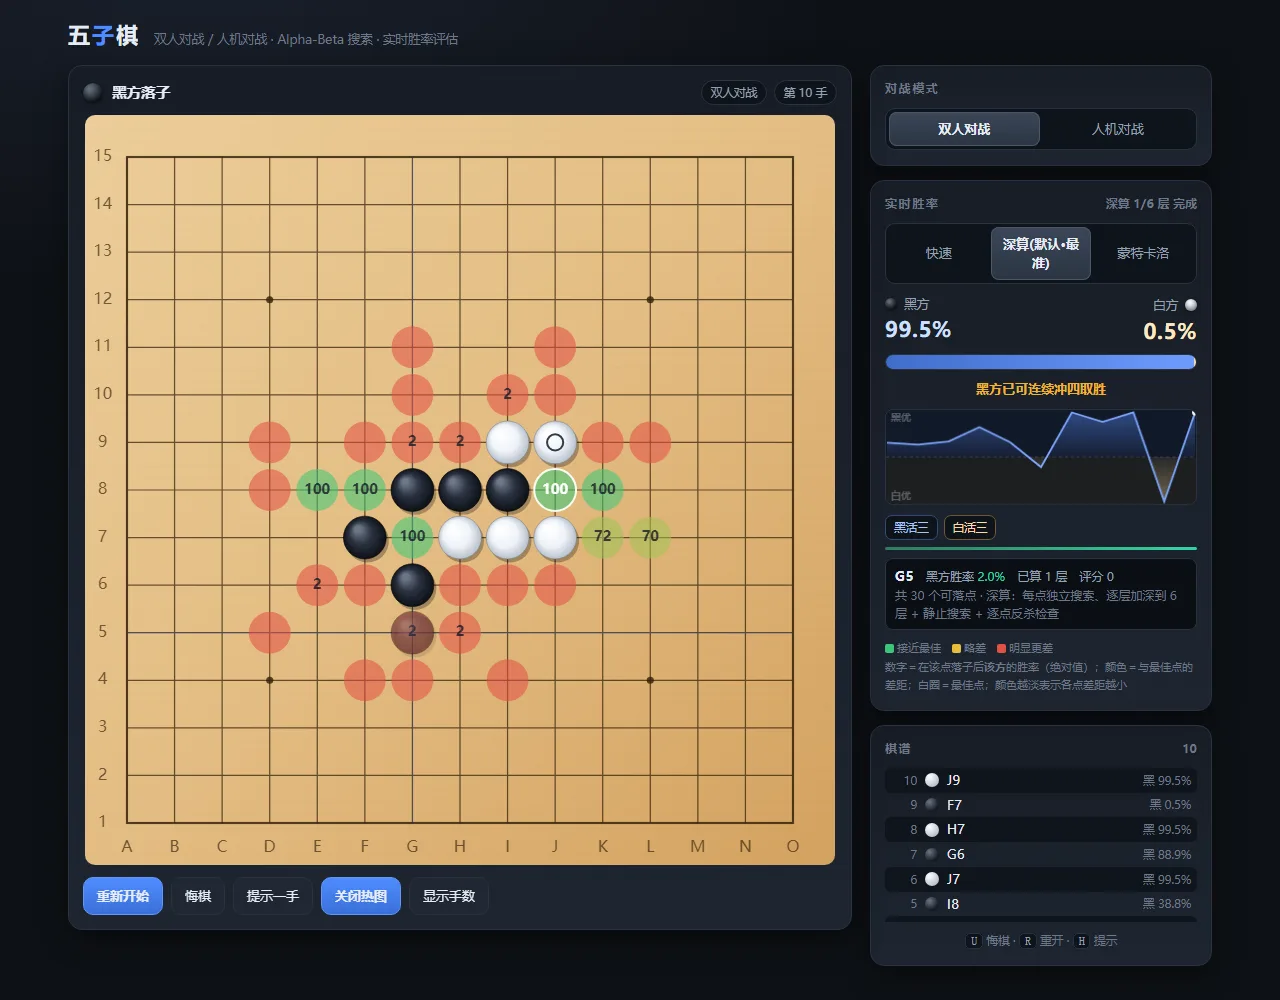 五子棋
双人对战 / 人机对战 · Alpha-Beta 搜索 · 实时胜率评估
黑方落子
双人对战
第 10 手
15
14
13
12
11
10
9
8
7
6
5
4
3
2
1
2
2
2
100
100
100
100
100
72
70
2
2
2
A B C D E F G H I J K L M N O
重新开始
悔棋
提示一手
关闭热图
显示手数
对战模式
双人对战
人机对战
实时胜率
深算 1/6 层 完成
快速
深算(默认·最
准)
蒙特卡洛
黑方
白方
99.5%
0.5%
黑方已可连续冲四取胜
黑优
白优
黑活三
白活三
G5 黑方胜率 2.0% 已算 1 层 评分 0
共 30 个可落点 · 深算：每点独立搜索、逐层加深到 6
层 + 静止搜索 + 逐点反杀检查
接近最佳 略差 明显更差
数字＝在该点落子后该方的胜率（绝对值）；颜色＝与最佳点的
差距；白圈＝最佳点；颜色越淡表示各点差距越小
棋谱
10
10 J9 黑 99.5%
9 F7 黑 0.5%
8 H7 黑 99.5%
7 G6 黑 88.9%
6 J7 黑 99.5%
5 I8 黑 38.8%
U 悔棋 · R 重开 · H 提示